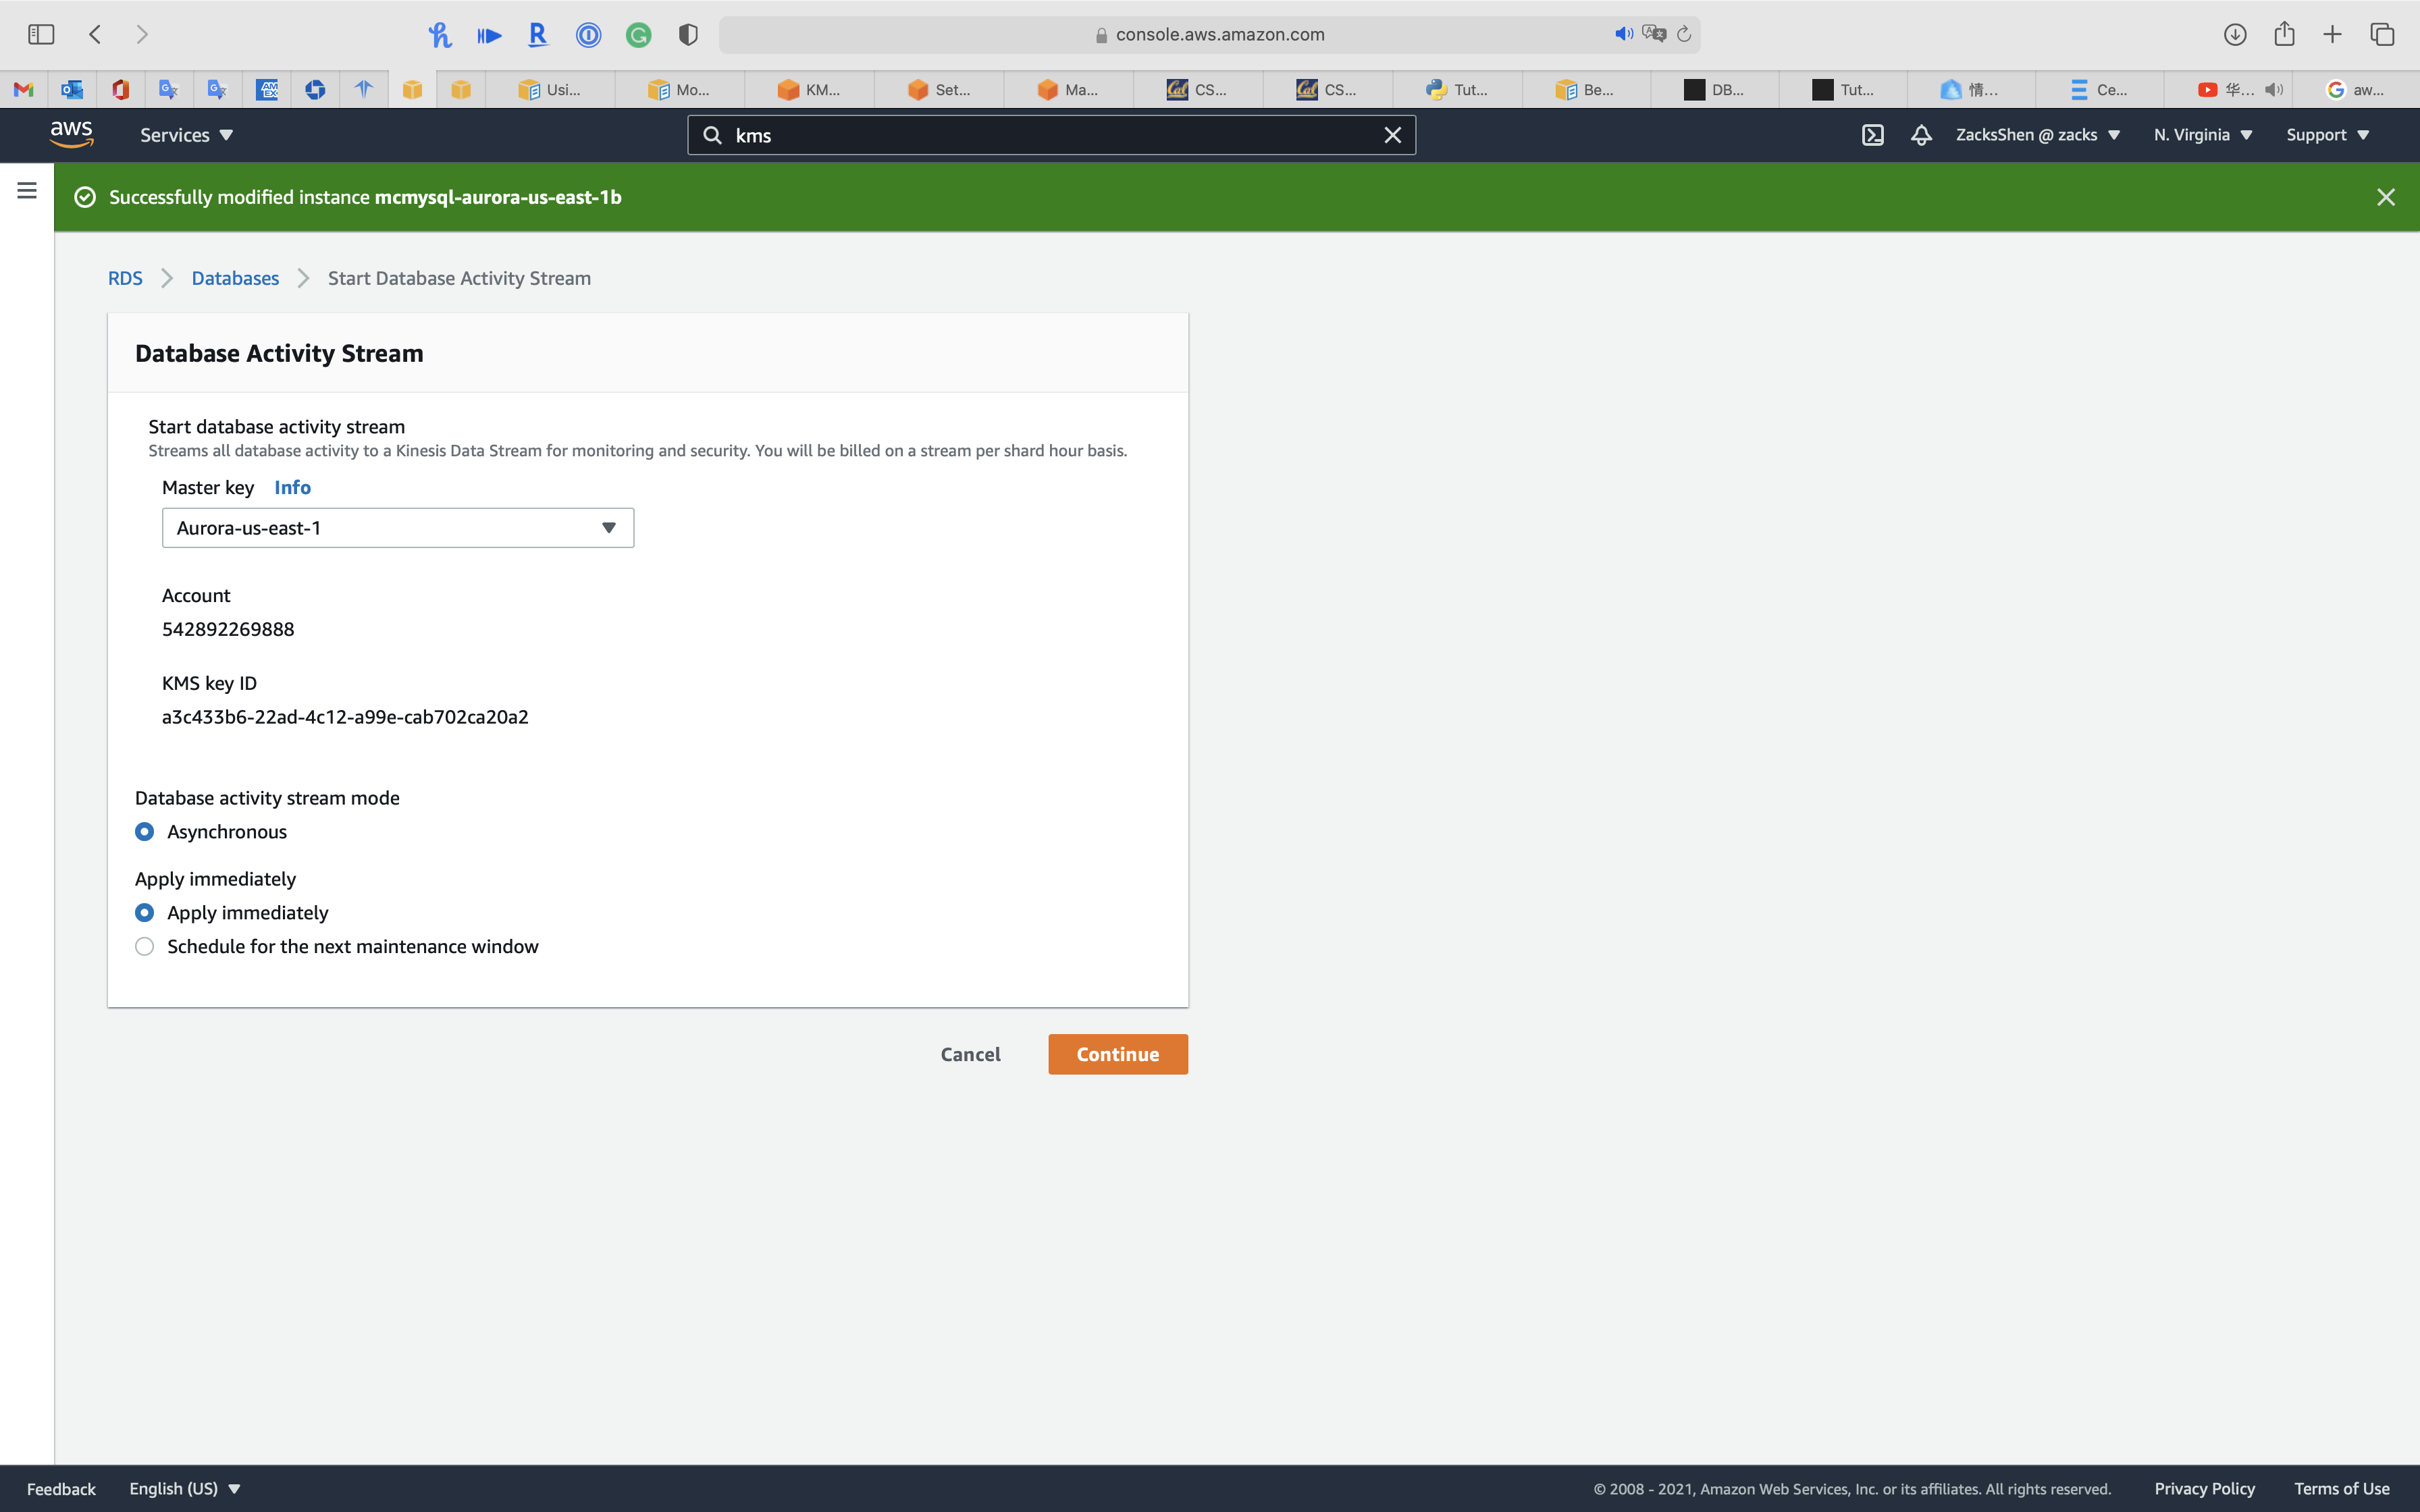 console.aws.amazon.com
Usi...
Mo...
KM...
Set...
Ma...
CS...
CS...
Tut...
Be...
DB...
Tut...
情...
Ce...
华...
aw...
aws
Services
kms
ZacksShen @ zacks
N. Virginia
Support
Successfully modified instance mcmysql-aurora-us-east-1b
RDS
Databases
Start Database Activity Stream
Database Activity Stream
Start database activity stream
Streams all database activity to a Kinesis Data Stream for monitoring and security. You will be billed on a stream per shard hour basis.
Master key Info
Aurora-us-east-1
Account
542892269888
KMS key ID
a3c433b6-22ad-4c12-a99e-cab702ca20a2
Database activity stream mode
Asynchronous
Apply immediately
Apply immediately
Schedule for the next maintenance window
Cancel
Continue
Feedback
English (US)
© 2008 - 2021, Amazon Web Services, Inc. or its affiliates. All rights reserved.
Privacy Policy
Terms of Use